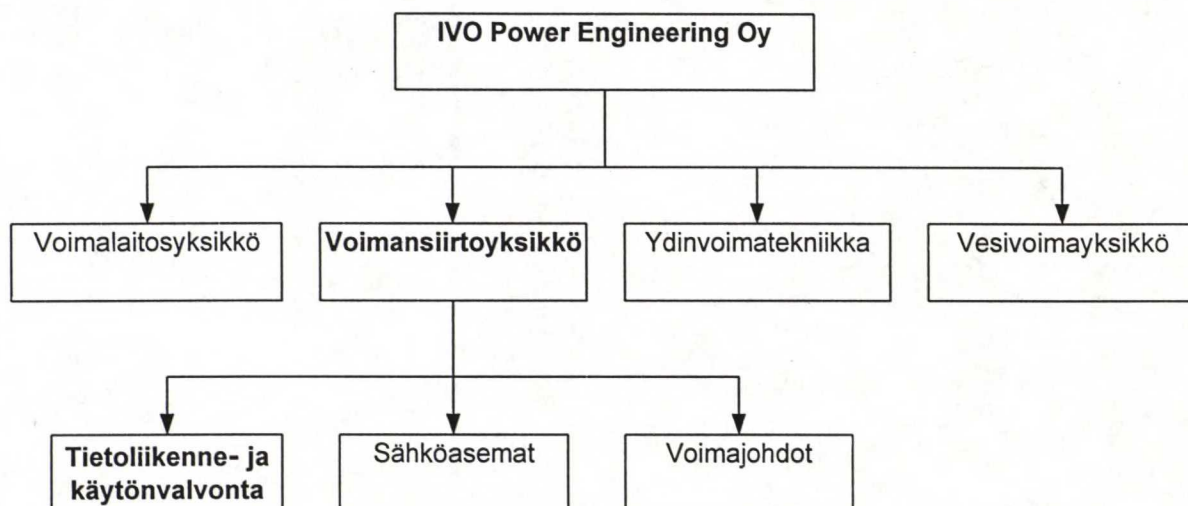 IVO Power Engineering Oy
Voimalaitosyksikkö
Voimansiirtoyksikkö
Ydinvoimatekniikka
Vesivoimayksikkö
Tietoliikenne- ja
käytönvalvonta
Sähköasemat
Voimajohdot